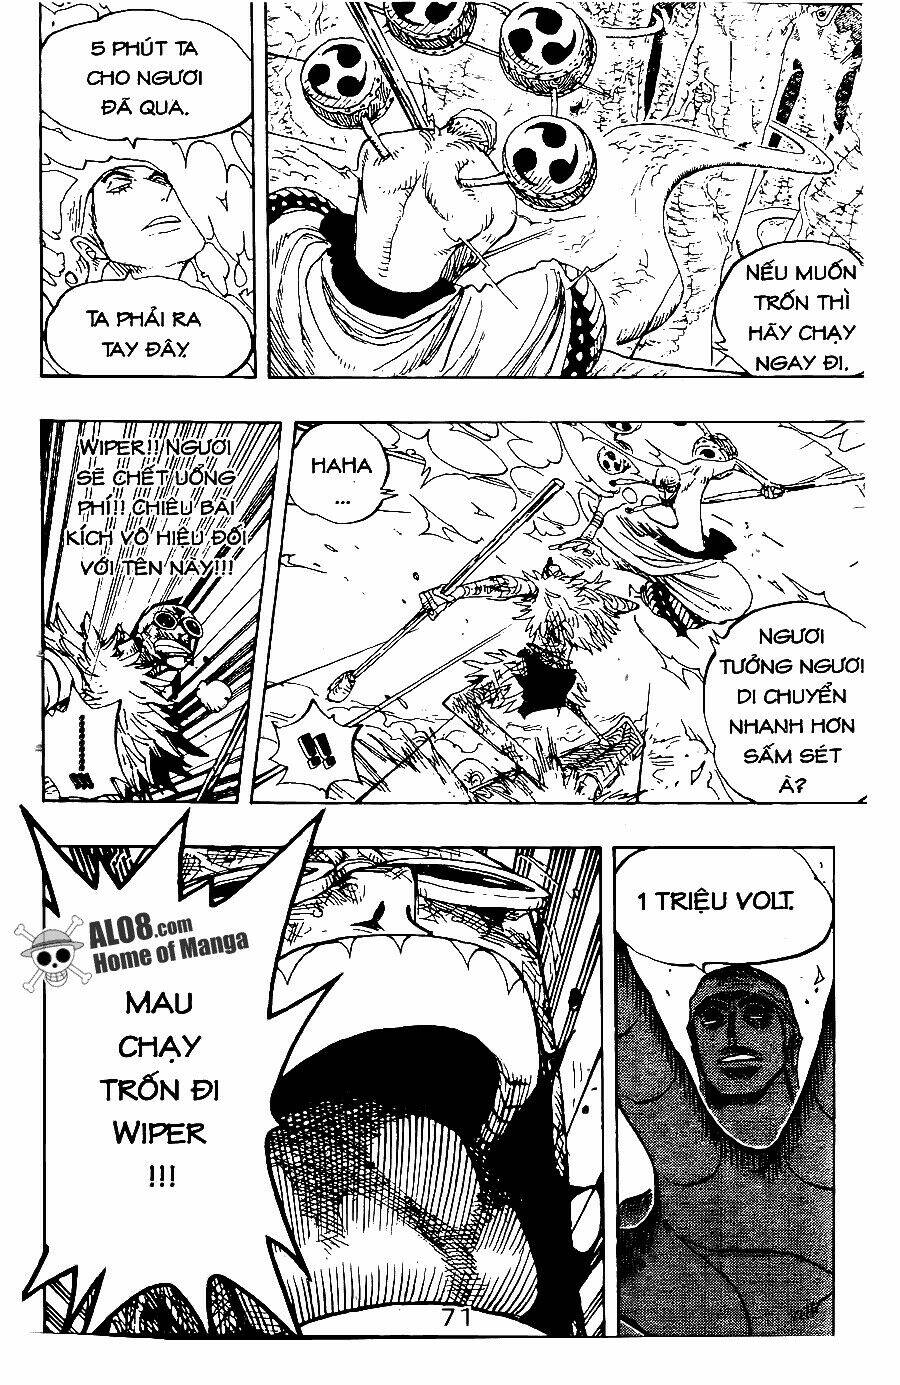 5 PHÚT TA
CHO NGƯƠI
ĐÃ QUA.
TA PHẢI RA
TAY ĐÂY.
NẾU MUỐN
TRỐN THÌ
HÃY CHẠY
NGAY ĐI.
WIPER!! NGƯƠI
SẼ CHẾT UỔNG
PHÍ!! CHIÊU BÀI
KÍCH VÔ HIỆU ĐỐI
VỚI TÊN NÀY!!!
..........!!!
HAHA
...
!!
NGƯƠI
TƯỞNG NGƯƠI
DI CHUYỂN
NHANH HƠN
SẤM SÉT
À?
ALO8.com
Home of Manga
MAU
CHẠY
TRỐN ĐI
WIPER
!!!
1 TRIỆU VOLT.
71